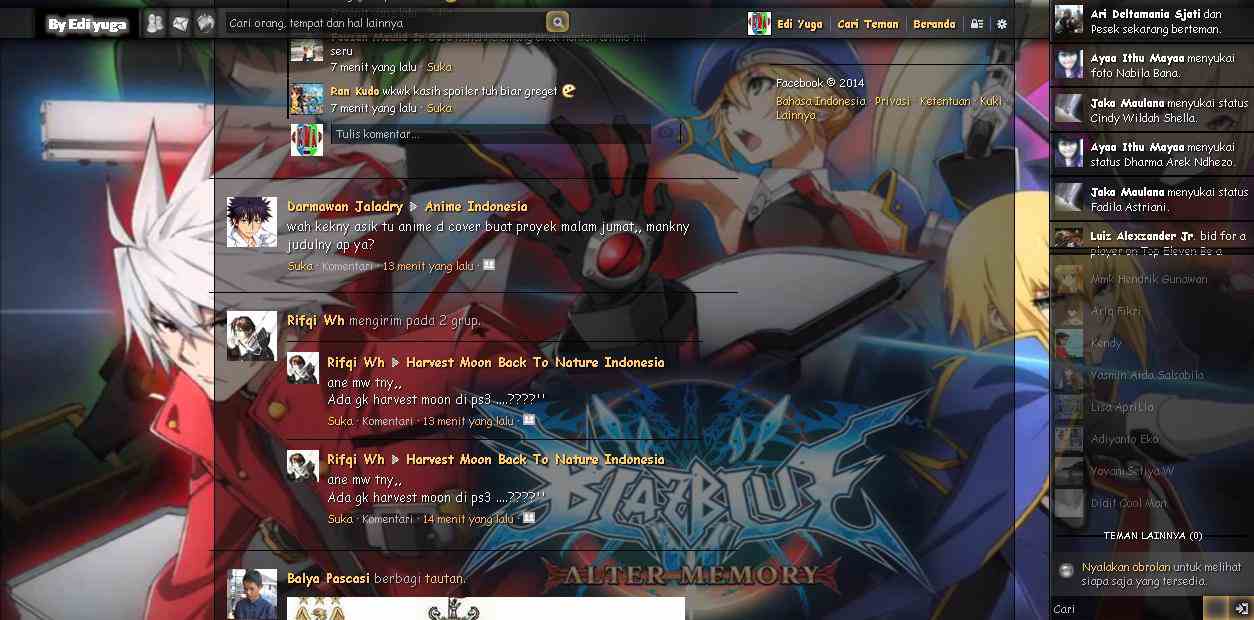 By Edi yuga
Cari orang, tempat dan hal lainnya
Edi Yuga
Cari Teman
Beranda
seru
7 menit yang lalu · Suka
Ran Kudo wkwk kasih spoiler tuh biar greget
7 menit yang lalu · Suka
Tulis komentar...
Darmawan Jaladry Anime Indonesia
wah kekny asik tu anime d cover buat proyek malam jumat,, mankny
judulny ap ya?
Suka · Komentari · 13 menit yang lalu ·
Rifqi Wh mengirim pada 2 grup.
Rifqi Wh Harvest Moon Back To Nature Indonesia
ane mw tny,,
Ada gk harvest moon di ps3 ....????''
Suka · Komentari · 13 menit yang lalu ·
Rifqi Wh Harvest Moon Back To Nature Indonesia
ane mw tny,,
Ada gk harvest moon di ps3 ....????''
Suka · Komentari · 14 menit yang lalu ·
Balya Pascasi berbagi tautan.
BLAZBLUE
ALTER MEMORY
Facebook © 2014
Bahasa Indonesia · Privasi · Ketentuan · Kuki ·
Lainnya
Ari Deltamania Sjati dan
Pesek sekarang berteman.
Ayaa Ithu Mayaa menyukai
foto Nabila Bana.
Jaka Maulana menyukai status
Cindy Wildah Shella.
Ayaa Ithu Mayaa menyukai
status Dharma Arek Ndhezo.
Jaka Maulana menyukai status
Fadila Astriani.
Luiz Alexzander Jr. bid for a
player on Top Eleven Be a
Mmk Hendrik Gunawan
Ariq Fikri
Kendy
Yasmin Aida Salsabila
Lisa Aprilia
Adiyanto Eko
Yovani Setiya W
Didit Cool Man
TEMAN LAINNYA (0)
Nyalakan obrolan untuk melihat
siapa saja yang tersedia.
Cari